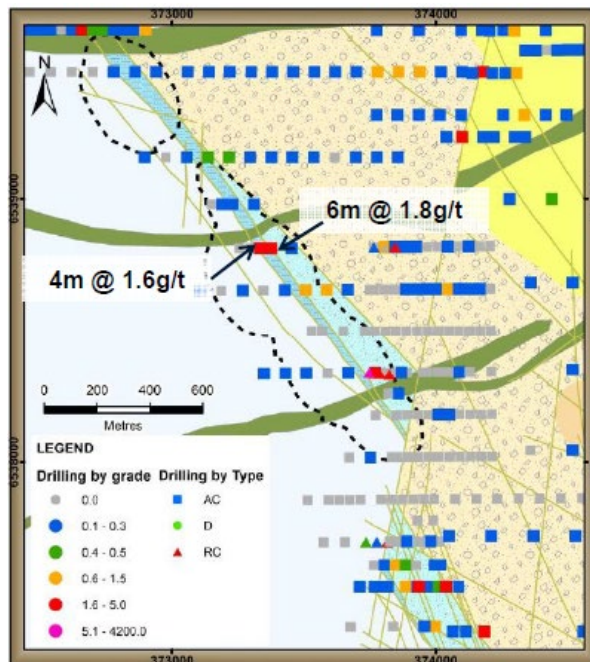 373000 374000
N
6539000
6m @ 1.8g/t
4m @ 1.6g/t
0 200 400 600
Metres
LEGEND
Drilling by grade Drilling by Type
0.0 AC
0.1 - 0.3 D
0.4 - 0.5 RC
0.6 - 1.5
1.6 - 5.0
5.1 - 4200.0
6538000
373000 374000